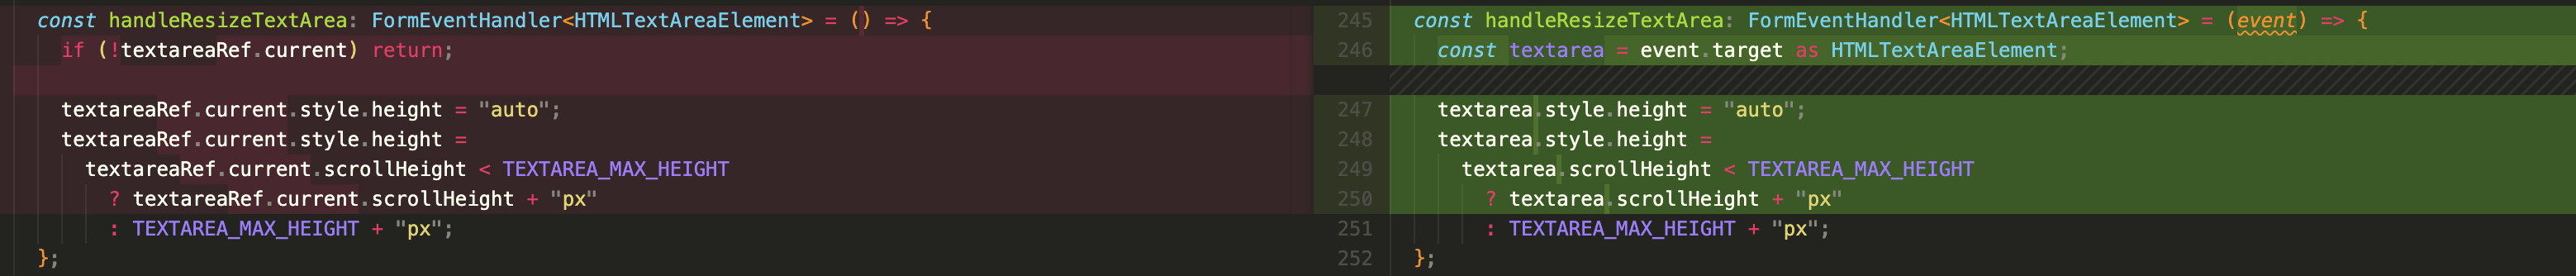 const handleResizeTextArea: FormEventHandler<HTMLTextAreaElement> = () => {
if (!textareaRef.current) return;
textareaRef.current.style.height = "auto";
textareaRef.current.style.height =
textareaRef.current.scrollHeight < TEXTAREA_MAX_HEIGHT
? textareaRef.current.scrollHeight + "px"
: TEXTAREA_MAX_HEIGHT + "px";
};
245 const handleResizeTextArea: FormEventHandler<HTMLTextAreaElement> = (event) => {
246 const textarea = event.target as HTMLTextAreaElement;
247 textarea.style.height = "auto";
248 textarea.style.height =
249 textarea.scrollHeight < TEXTAREA_MAX_HEIGHT
250 ? textarea.scrollHeight + "px"
251 : TEXTAREA_MAX_HEIGHT + "px";
252 };